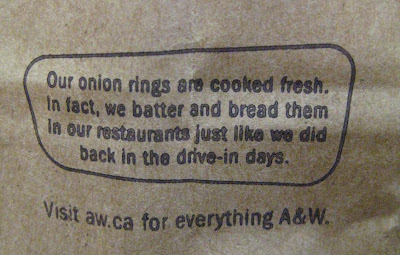 Our onion rings are cooked fresh.
In fact, we batter and bread them
in our restaurants just like we did
back in the drive-in days.
Visit aw.ca for everything A&W.